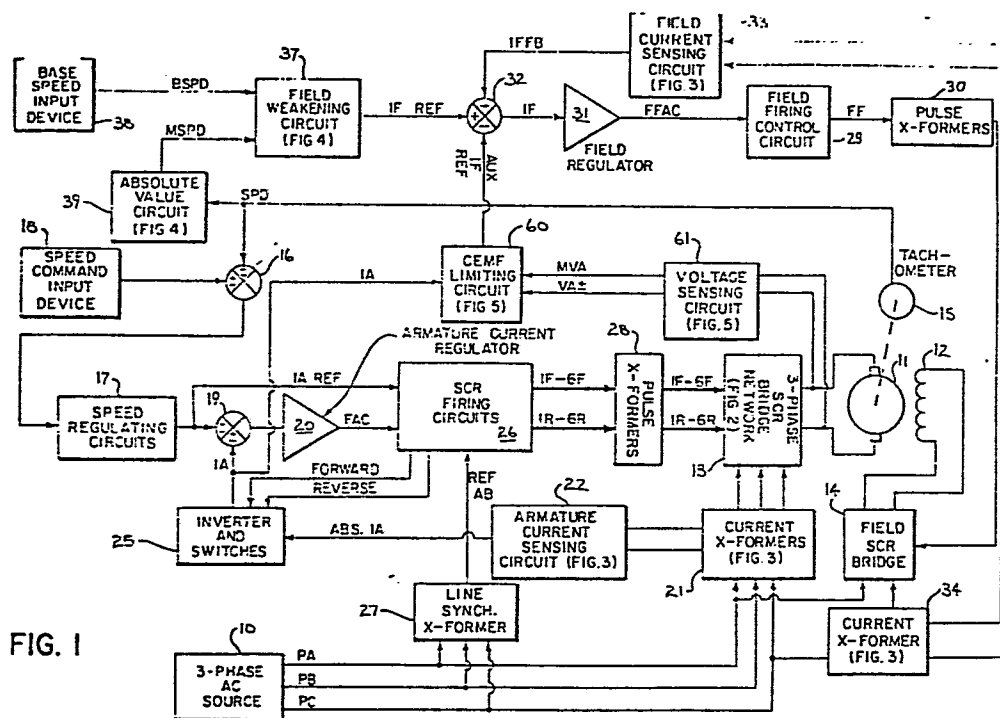 FIELD
CURRENT
SENSING
CIRCUIT
(FIG 3)
33
IFFB
37
BASE
SPEED
INPUT
DEVICE
38
BSPD
FIELD
WEAKENING
CIRCUIT
(FIG 4)
IF REF
32
IF
31
FIELD
REGULATOR
FFAC
FIELD
FIRING
CONTROL
CIRCUIT
29
FF
30
PULSE
X-FORMERS
MSPD
AUX
IF
REF
39
ABSOLUTE
VALUE
CIRCUIT
(FIG 4)
SPD
18
SPEED
COMMAND
INPUT
DEVICE
16
IA
60
CEMF
LIMITING
CIRCUIT
(FIG 5)
MVA
VA±
61
VOLTAGE
SENSING
CIRCUIT
(FIG. 5)
TACH-
OMETER
15
ARMATURE CURRENT
REGULATOR
17
SPEED
REGULATING
CIRCUITS
IA REF
19
20
FAC
IA
SCR
FIRING
CIRCUITS
26
IF-6F
IR-6R
28
PULSE
X-FORMERS
IF-6F
IR-6R
3-PHASE
SCR
BRIDGE
NETWORK
(FIG 2)
13
11
12
FORWARD
REVERSE
REF
AB
25
INVERTER
AND
SWITCHES
ABS. IA
22
ARMATURE
CURRENT
SENSING
CIRCUIT (FIG.3)
CURRENT
X-FORMERS
(FIG. 3)
21
14
FIELD
SCR
BRIDGE
27
LINE
SYNCH.
X-FORMER
34
CURRENT
X-FORMER
(FIG. 3)
FIG. 1
10
3-PHASE
AC
SOURCE
PA
PB
PC